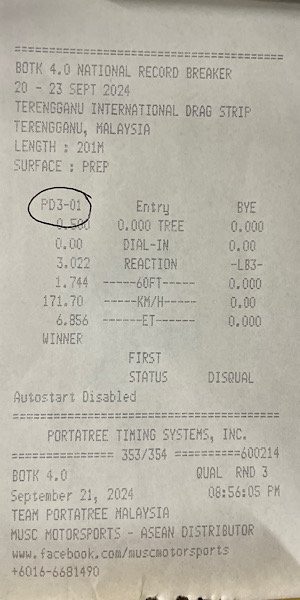 ==================================
BOTK 4.0 NATIONAL RECORD BREAKER
20 - 23 SEPT 2024
TERENGGANU INTERNATIONAL DRAG STRIP
TERENGGANU, MALAYSIA
LENGTH : 201M
SURFACE : PREP
PD3-01 Entry BYE
0.500 0.000 TREE 0.000
0.00 DIAL-IN 0.00
3.022 REACTION -LB3-
1.744 -----60FT----- 0.000
171.70 -----KM/H----- 0.00
6.856 ------ET------ 0.000
WINNER
FIRST
STATUS DISQUAL
Autostart Disabled
==================================
PORTATREE TIMING SYSTEMS, INC.
============= 353/354 ==========600214
BOTK 4.0 QUAL RND 3
September 21, 2024 08:56:05 PM
TEAM PORTATREE MALAYSIA
MUSC MOTORSPORTS - ASEAN DISTRIBUTOR
www.facebook.com/muscmotorsports
+6016-6681490